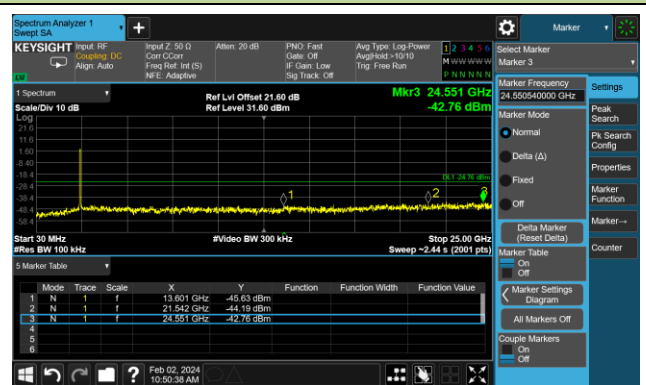 Spectrum Analyzer 1
Swept SA
Marker
KEYSIGHT Input: RF Input Z: 50 Ω Atten: 20 dB PNO: Fast Avg Type: Log-Power 1 2 3 4 5 6
Coupling: DC Corr CCorr Gate: Off Avg|Hold:>10/10 M W W W W W
Align: Auto Freq Ref: Int (S) IF Gain: Low Trig: Free Run
NFE: Adaptive Sig Track: Off P N N N N N
1 Spectrum
Ref Lvl Offset 21.60 dB Mkr3 24.551 GHz
Scale/Div 10 dB Ref Level 31.60 dBm -42.76 dBm
Log
21.6
11.6
1.60
-8.40
-18.4
DL1 -24.76 dBm
-28.4
-38.4
-48.4
-58.4
1
2
3
Start 30 MHz #Video BW 300 kHz Stop 25.00 GHz
#Res BW 100 kHz Sweep ~2.44 s (2001 pts)
5 Marker Table
Mode Trace Scale X Y Function Function Width Function Value
1 N 1 f 13.601 GHz -45.63 dBm
2 N 1 f 21.542 GHz -44.19 dBm
3 N 1 f 24.551 GHz -42.76 dBm
4
5
6
Feb 02, 2024
10:50:38 AM
Select Marker
Marker 3
Marker Frequency
24.550540000 GHz
Marker Mode
Normal
Delta (Δ)
Fixed
Off
Delta Marker
(Reset Delta)
Marker Table
On
Off
Marker Settings
Diagram
All Markers Off
Couple Markers
On
Off
Settings
Peak
Search
Pk Search
Config
Properties
Marker
Function
Marker→
Counter